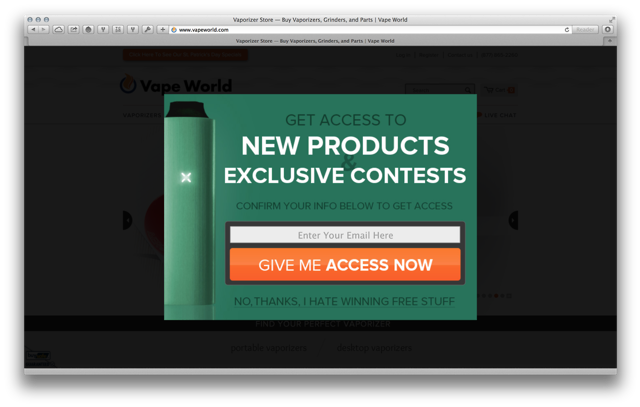 Vaporizer Store — Buy Vaporizers, Grinders, and Parts | Vape World
www.vapeworld.com
Reader
Vaporizer Store — Buy Vaporizers, Grinders, and Parts | Vape World
Vape World
LIVE CHAT
GET ACCESS TO
NEW PRODUCTS
&
EXCLUSIVE CONTESTS
CONFIRM YOUR INFO BELOW TO GET ACCESS
Enter Your Email Here
GIVE ME ACCESS NOW
NO,THANKS, I HATE WINNING FREE STUFF
FIND YOUR PERFECT VAPORIZER
portable vaporizers desktop vaporizers